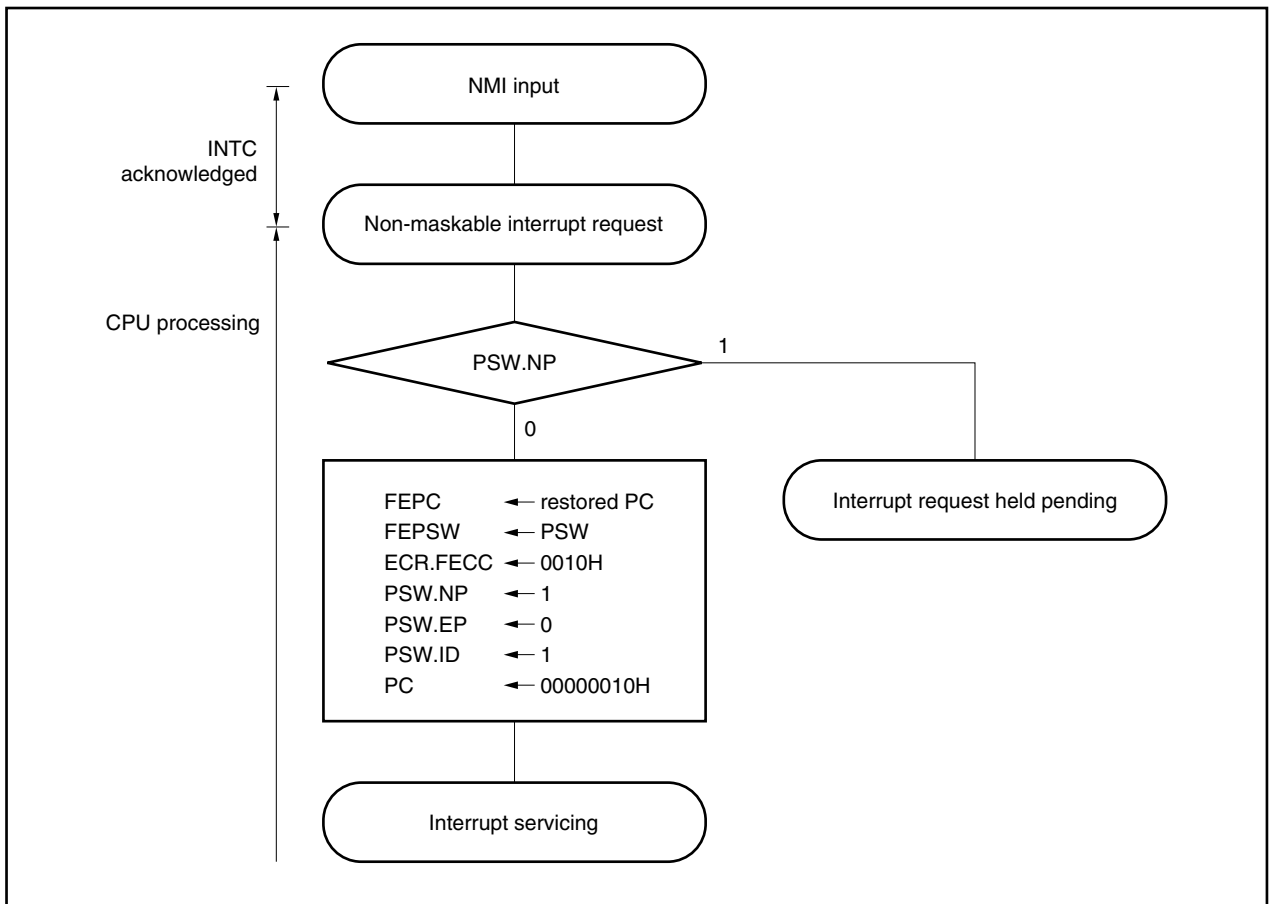 NMI input
INTC
acknowledged
Non-maskable interrupt request
CPU processing
PSW.NP
1
0
FEPC ← restored PC
FEPSW ← PSW
ECR.FECC ← 0010H
PSW.NP ← 1
PSW.EP ← 0
PSW.ID ← 1
PC ← 00000010H
Interrupt request held pending
Interrupt servicing